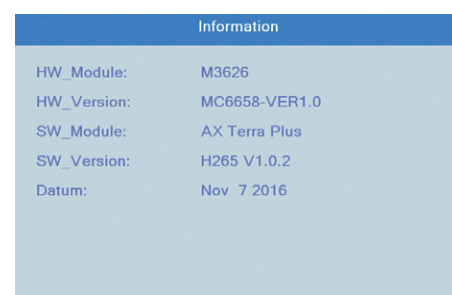 Information
HW_Module: M3626
HW_Version: MC6658-VER1.0
SW_Module: AX Terra Plus
SW_Version: H265 V1.0.2
Datum: Nov 7 2016